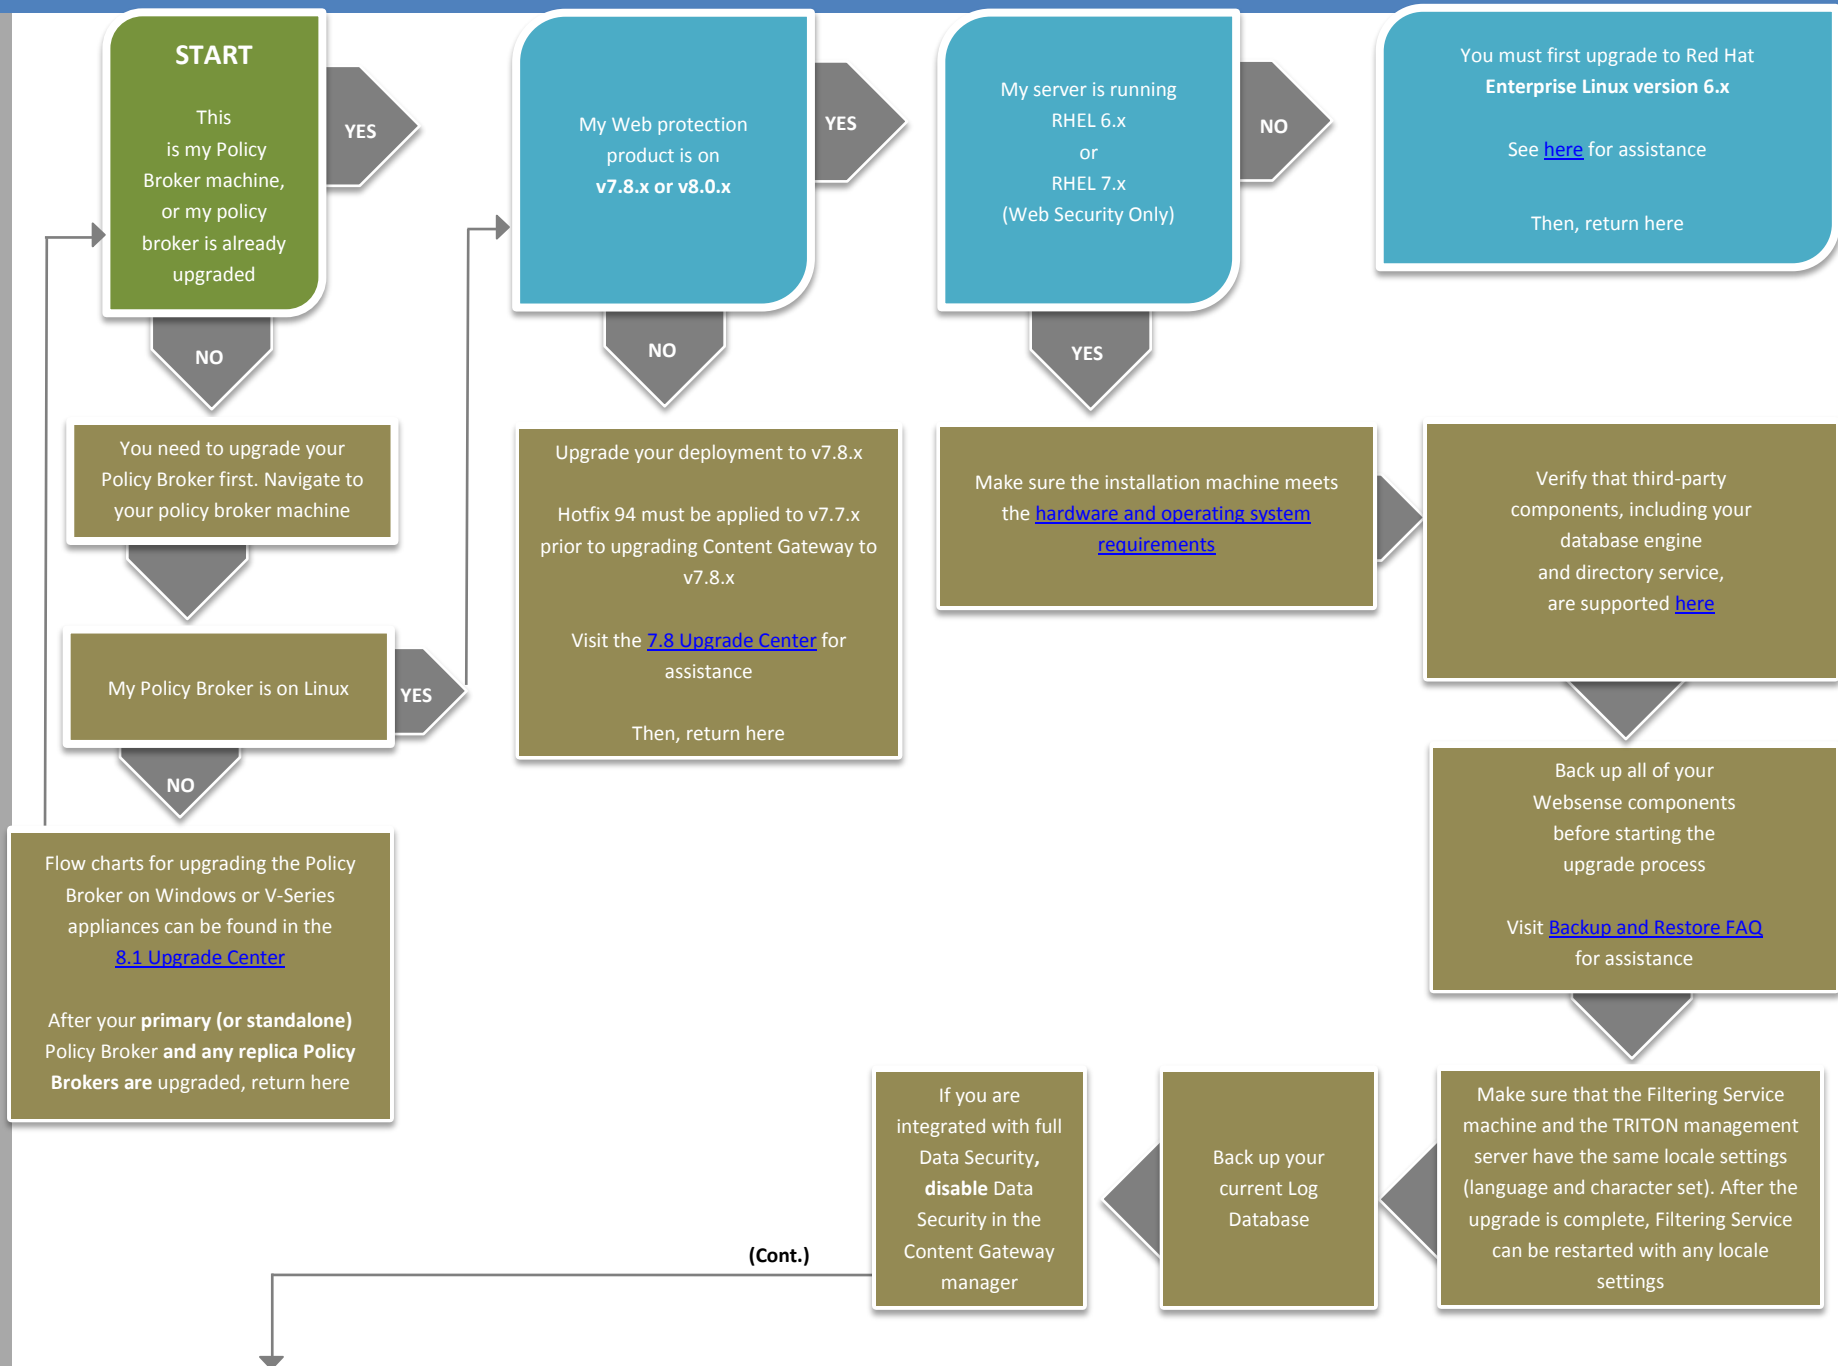 START
This
is my Policy
Broker machine,
or my policy
broker is already
upgraded
YES
NO
You need to upgrade your
Policy Broker first. Navigate to
your policy broker machine
My Policy Broker is on Linux
YES
NO
Flow charts for upgrading the Policy
Broker on Windows or V-Series
appliances can be found in the
8.1 Upgrade Center
After your primary (or standalone)
Policy Broker and any replica Policy
Brokers are upgraded, return here
My Web protection
product is on
v7.8.x or v8.0.x
YES
NO
Upgrade your deployment to v7.8.x
Hotfix 94 must be applied to v7.7.x
prior to upgrading Content Gateway to
v7.8.x
Visit the 7.8 Upgrade Center for
assistance
Then, return here
My server is running
RHEL 6.x
or
RHEL 7.x
(Web Security Only)
NO
YES
You must first upgrade to Red Hat
Enterprise Linux version 6.x
See here for assistance
Then, return here
Make sure the installation machine meets
the hardware and operating system
requirements
Verify that third-party
components, including your
database engine
and directory service,
are supported here
Back up all of your
Websense components
before starting the
upgrade process
Visit Backup and Restore FAQ
for assistance
Make sure that the Filtering Service
machine and the TRITON management
server have the same locale settings
(language and character set). After the
upgrade is complete, Filtering Service
can be restarted with any locale
settings
Back up your
current Log
Database
If you are
integrated with full
Data Security,
disable Data
Security in the
Content Gateway
manager
(Cont.)